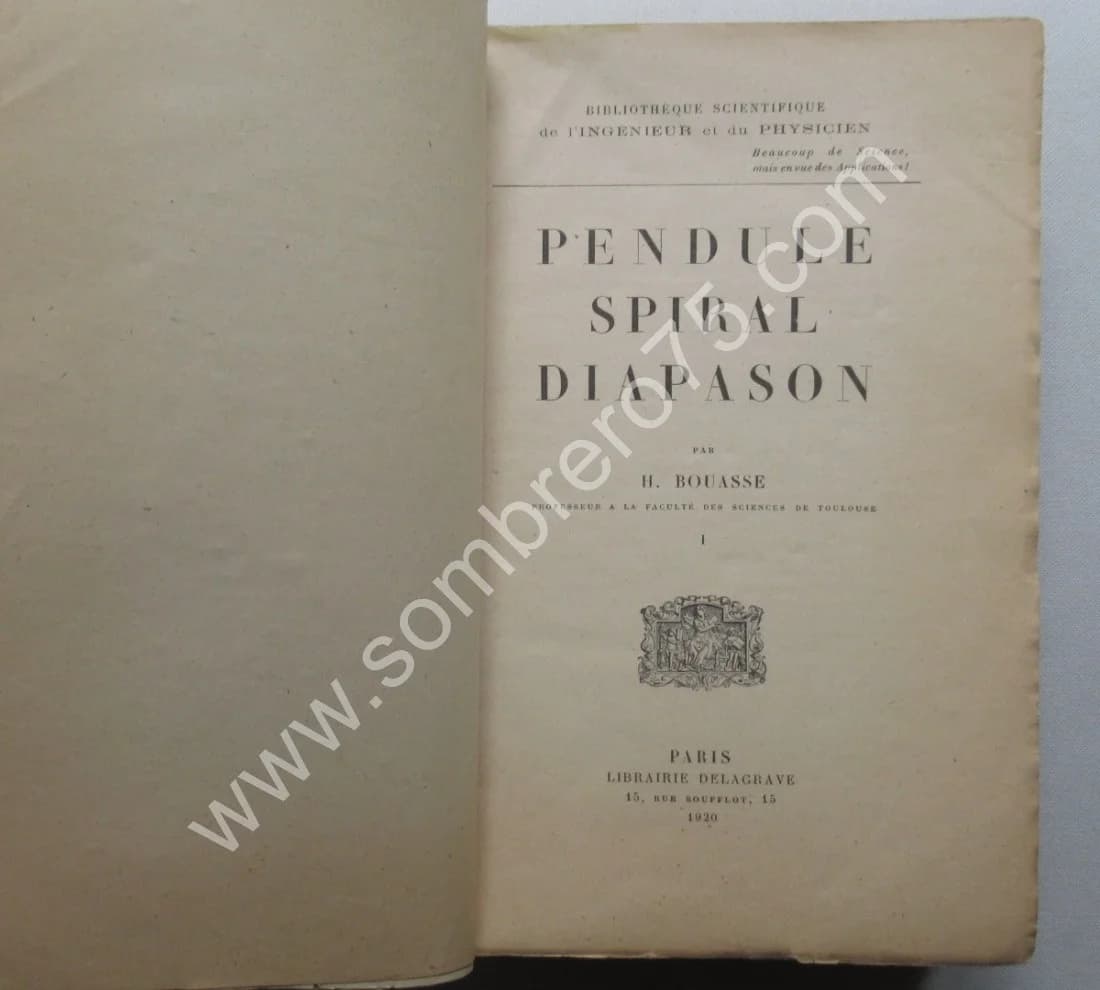 BIBLIOTHÈQUE SCIENTIFIQUE
de l'INGÉNIEUR et du PHYSICIEN
Beaucoup de Science,
mais en vue des Applications!
PENDULE
SPIRAL
DIAPASON
PAR
H. BOUASSE
PROFESSEUR A LA FACULTÉ DES SCIENCES DE TOULOUSE
I
PARIS
LIBRAIRIE DELAGRAVE
15, RUE SOUFFLOT, 15
1920
www.sombrero75.com